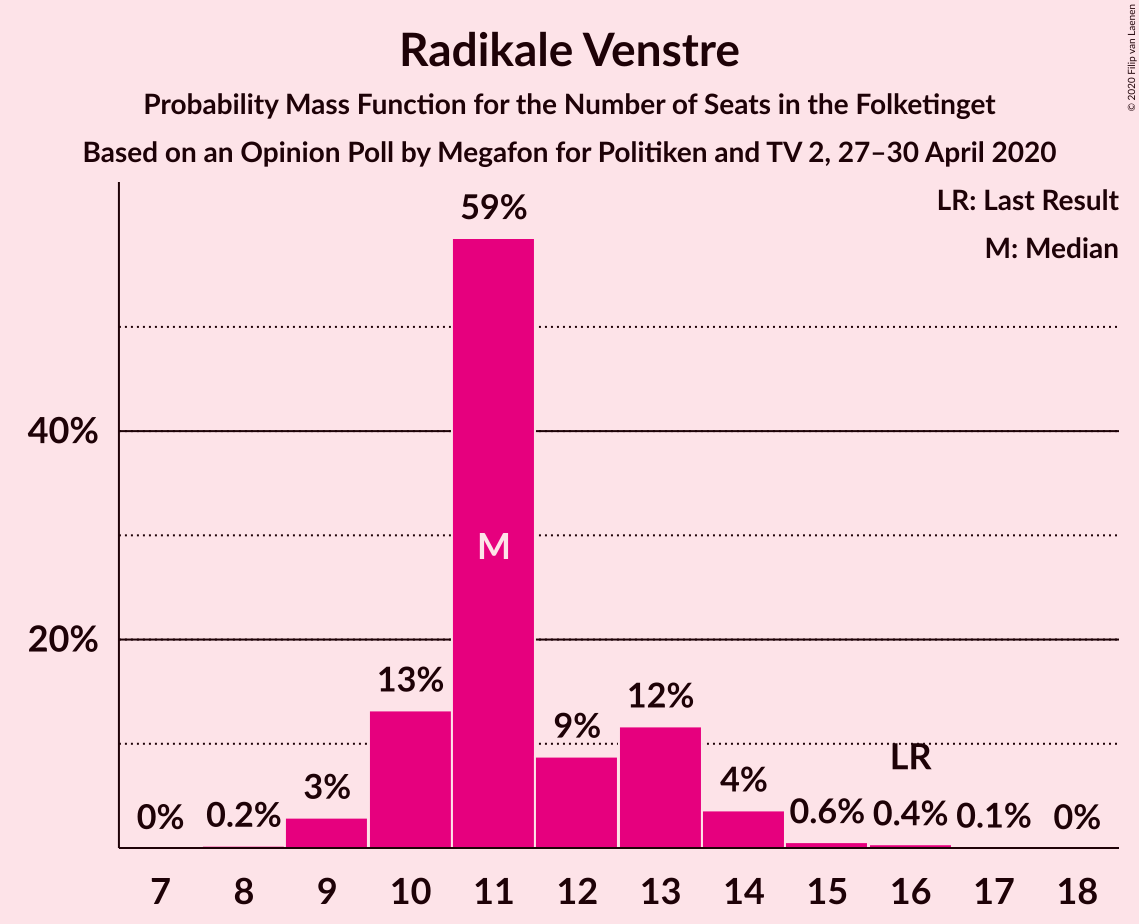 Radikale Venstre
Probability Mass Function for the Number of Seats in the Folketinget
Based on an Opinion Poll by Megafon for Politiken and TV 2, 27–30 April 2020
© 2020 Filip van Laenen
LR: Last Result
M: Median
59%
40%
M
20%
13%
12%
9%
LR
4%
3%
0%
0.2%
0.6%
0.4%
0.1%
0%
7 8 9 10 11 12 13 14 15 16 17 18